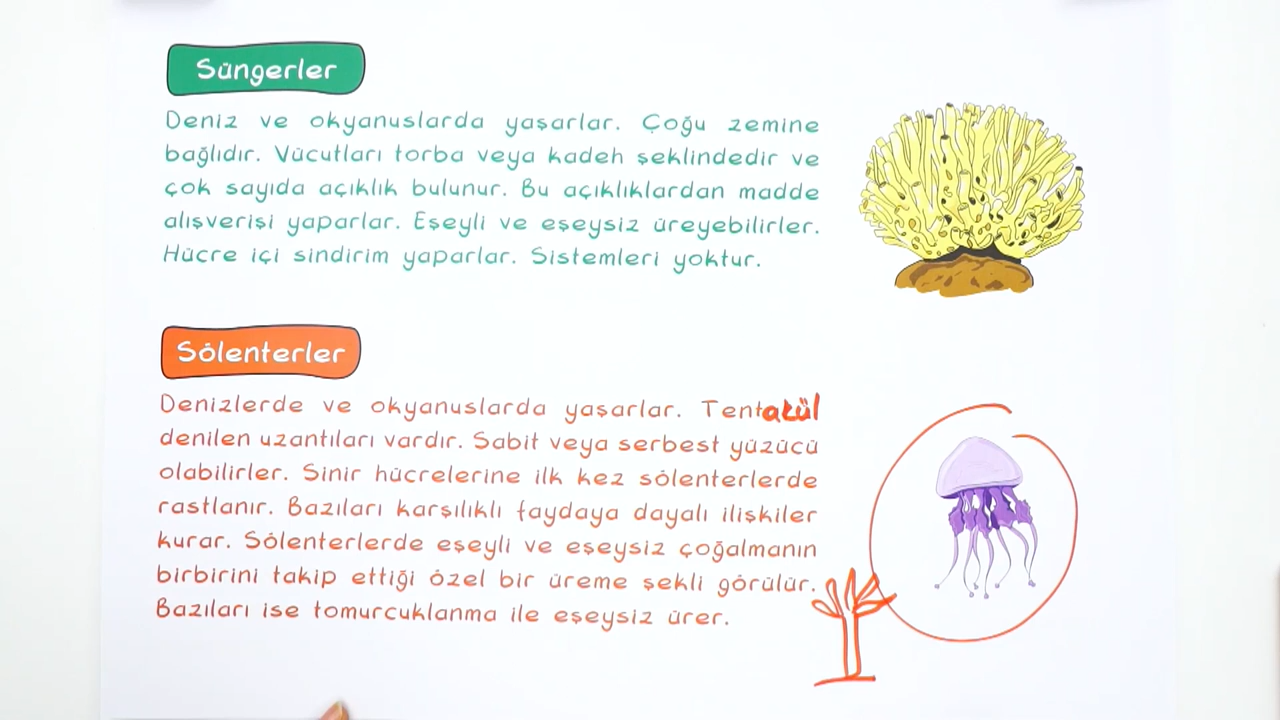 Süngerler
Deniz ve okyanuslarda yaşarlar. Çoğu zemine
bağlıdır. Vücutları torba veya kadeh şeklindedir ve
çok sayıda açıklık bulunur. Bu açıklıklardan madde
alışverişi yaparlar. Eşeyli ve eşeysiz üreyebilirler.
Hücre içi sindirim yaparlar. Sistemleri yoktur.
Sölenterler
Denizlerde ve okyanuslarda yaşarlar. Tentakül
denilen uzantıları vardır. Sabit veya serbest yüzücü
olabilirler. Sinir hücrelerine ilk kez sölenterlerde
rastlanır. Bazıları karşılıklı faydaya dayalı ilişkiler
kurar. Sölenterlerde eşeyli ve eşeysiz çoğalmanın
birbirini takip ettiği özel bir üreme şekli görülür.
Bazıları ise tomurcuklanma ile eşeysiz ürer.